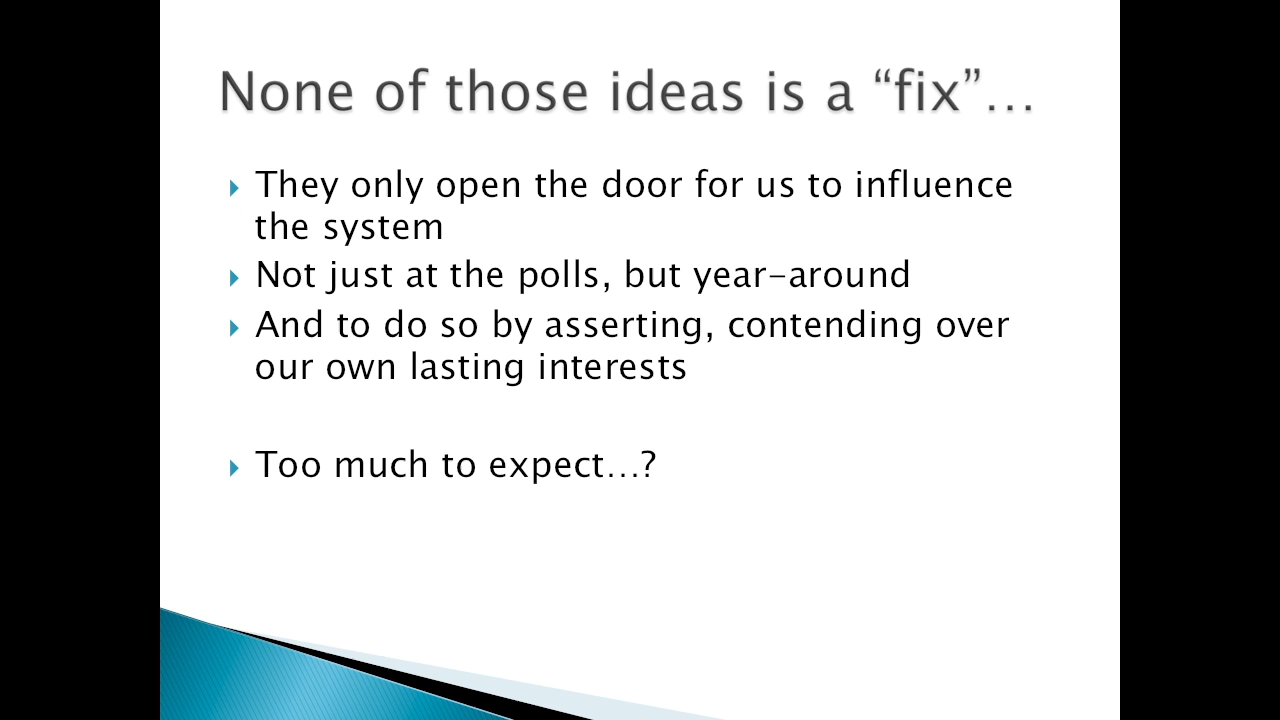 None of those ideas is a “fix”…
They only open the door for us to influence
the system
Not just at the polls, but year-around
And to do so by asserting, contending over
our own lasting interests
Too much to expect…?